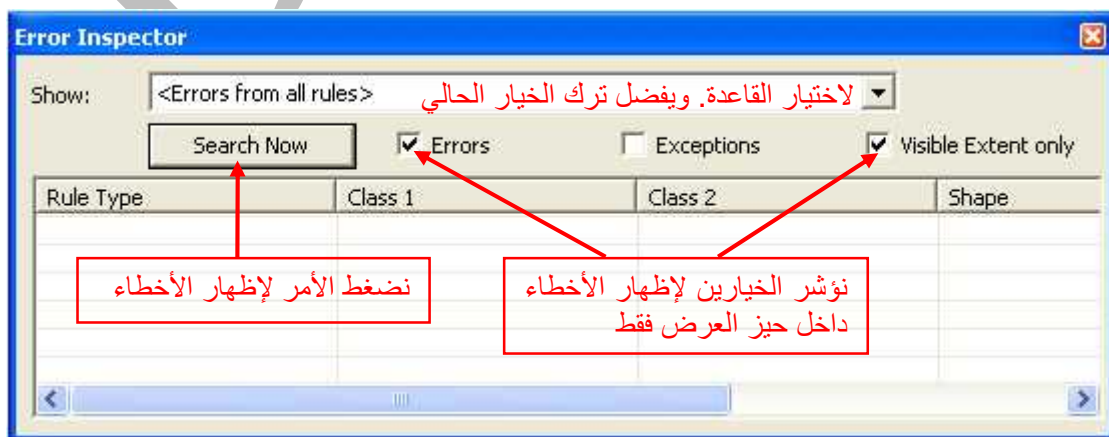 Error Inspector
Show:
<Errors from all rules>
لاختيار القاعدة. ويفضل ترك الخيار الحالي
Search Now
Errors
Exceptions
Visible Extent only
Rule Type
Class 1
Class 2
Shape
نضغط الأمر لإظهار الأخطاء
نؤشر الخيارين لإظهار الأخطاء
داخل حيز العرض فقط